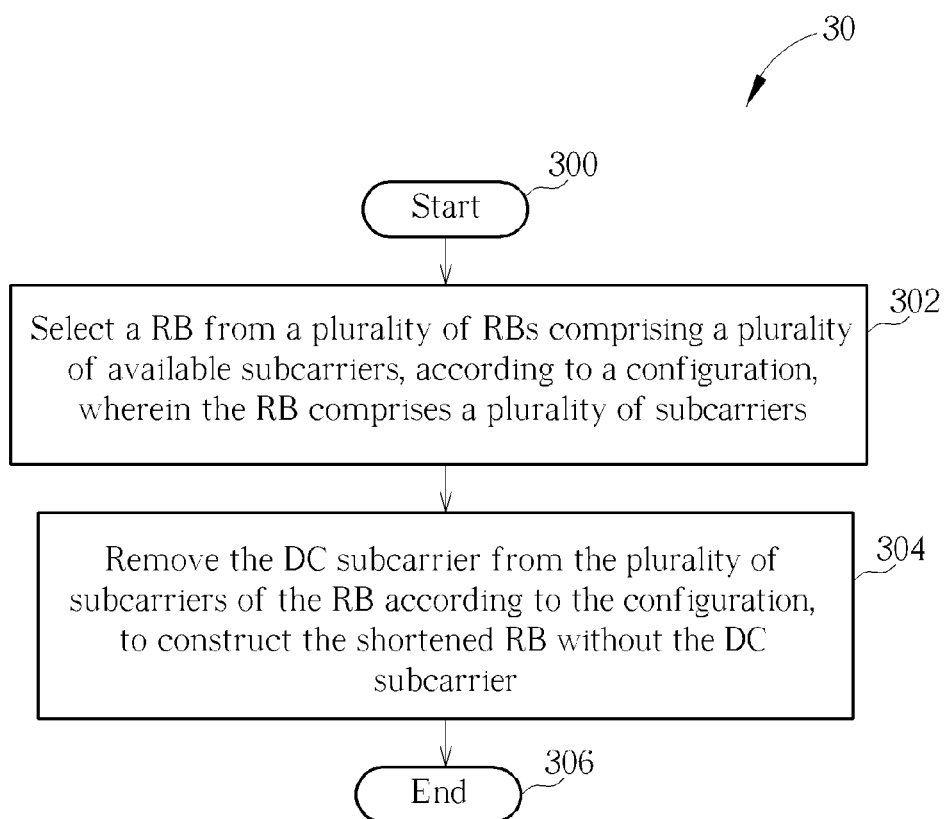 30
300
Start
302
Select a RB from a plurality of RBs comprising a plurality
of available subcarriers, according to a configuration,
wherein the RB comprises a plurality of subcarriers
304
Remove the DC subcarrier from the plurality of
subcarriers of the RB according to the configuration,
to construct the shortened RB without the DC
subcarrier
306
End